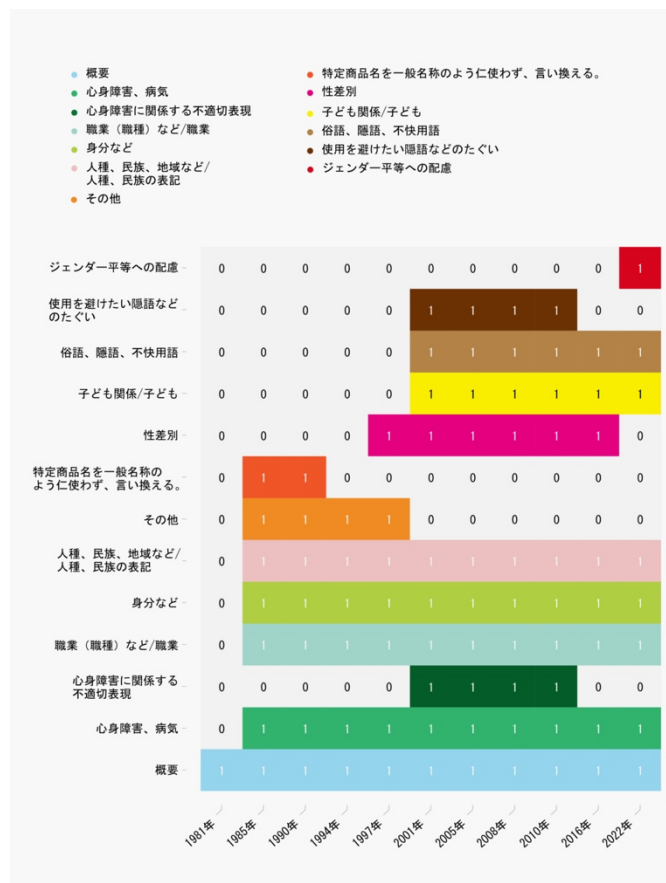 概要
心身障害、病気
心身障害に関係する不適切表現
職業（職種）など/職業
身分など
人種、民族、地域など/
人種、民族の表記
その他
特定商品名を一般名称のよう仁使わず、言い換える。
性差別
子ども関係/子ども
俗語、隠語、不快用語
使用を避けたい隠語などのたぐい
ジェンダー平等への配慮
ジェンダー平等への配慮 0 0 0 0 0 0 0 0 0 0 1
使用を避けたい隠語など
のたぐい 0 0 0 0 0 1 1 1 1 0 0
俗語、隠語、不快用語 0 0 0 0 0 1 1 1 1 1 1
子ども関係/子ども 0 0 0 0 0 1 1 1 1 1 1
性差別 0 0 0 0 1 1 1 1 1 1 0
特定商品名を一般名称の
よう仁使わず、言い換える。 0 1 1 0 0 0 0 0 0 0 0
その他 0 1 1 1 1 0 0 0 0 0 0
人種、民族、地域など/
人種、民族の表記 0 1 1 1 1 1 1 1 1 1 1
身分など 0 1 1 1 1 1 1 1 1 1 1
職業（職種）など/職業 0 1 1 1 1 1 1 1 1 1 1
心身障害に関係する
不適切表現 0 0 0 0 0 1 1 1 1 0 0
心身障害、病気 0 1 1 1 1 1 1 1 1 1 1
概要 1 1 1 1 1 1 1 1 1 1 1
1981年 1985年 1990年 1994年 1997年 2001年 2005年 2008年 2010年 2016年 2022年